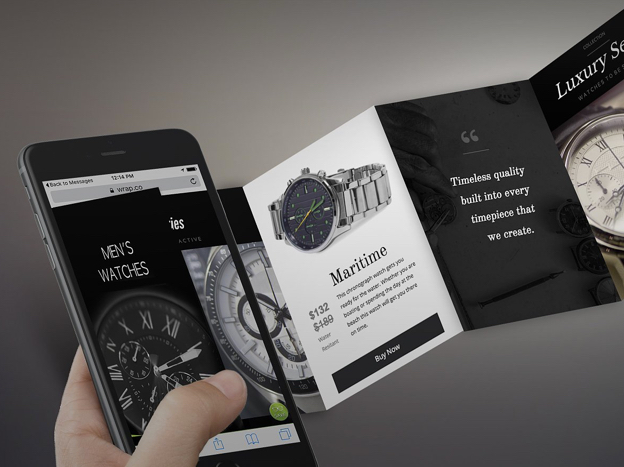 Back to Messages
12:14 PM
wrap.co
MEN'S
WATCHES
ies
ACTIVE
Maritime
$132
$180
Water
This chronograph watch gets you
ready for the water. Whether you are
boating or spending the day at the
beach this watch will get you there
on time.
Buy Now
“
Timeless quality
built into every
timepiece that
we create.
COLLECTION
Luxury Se
WATCHES TO BE